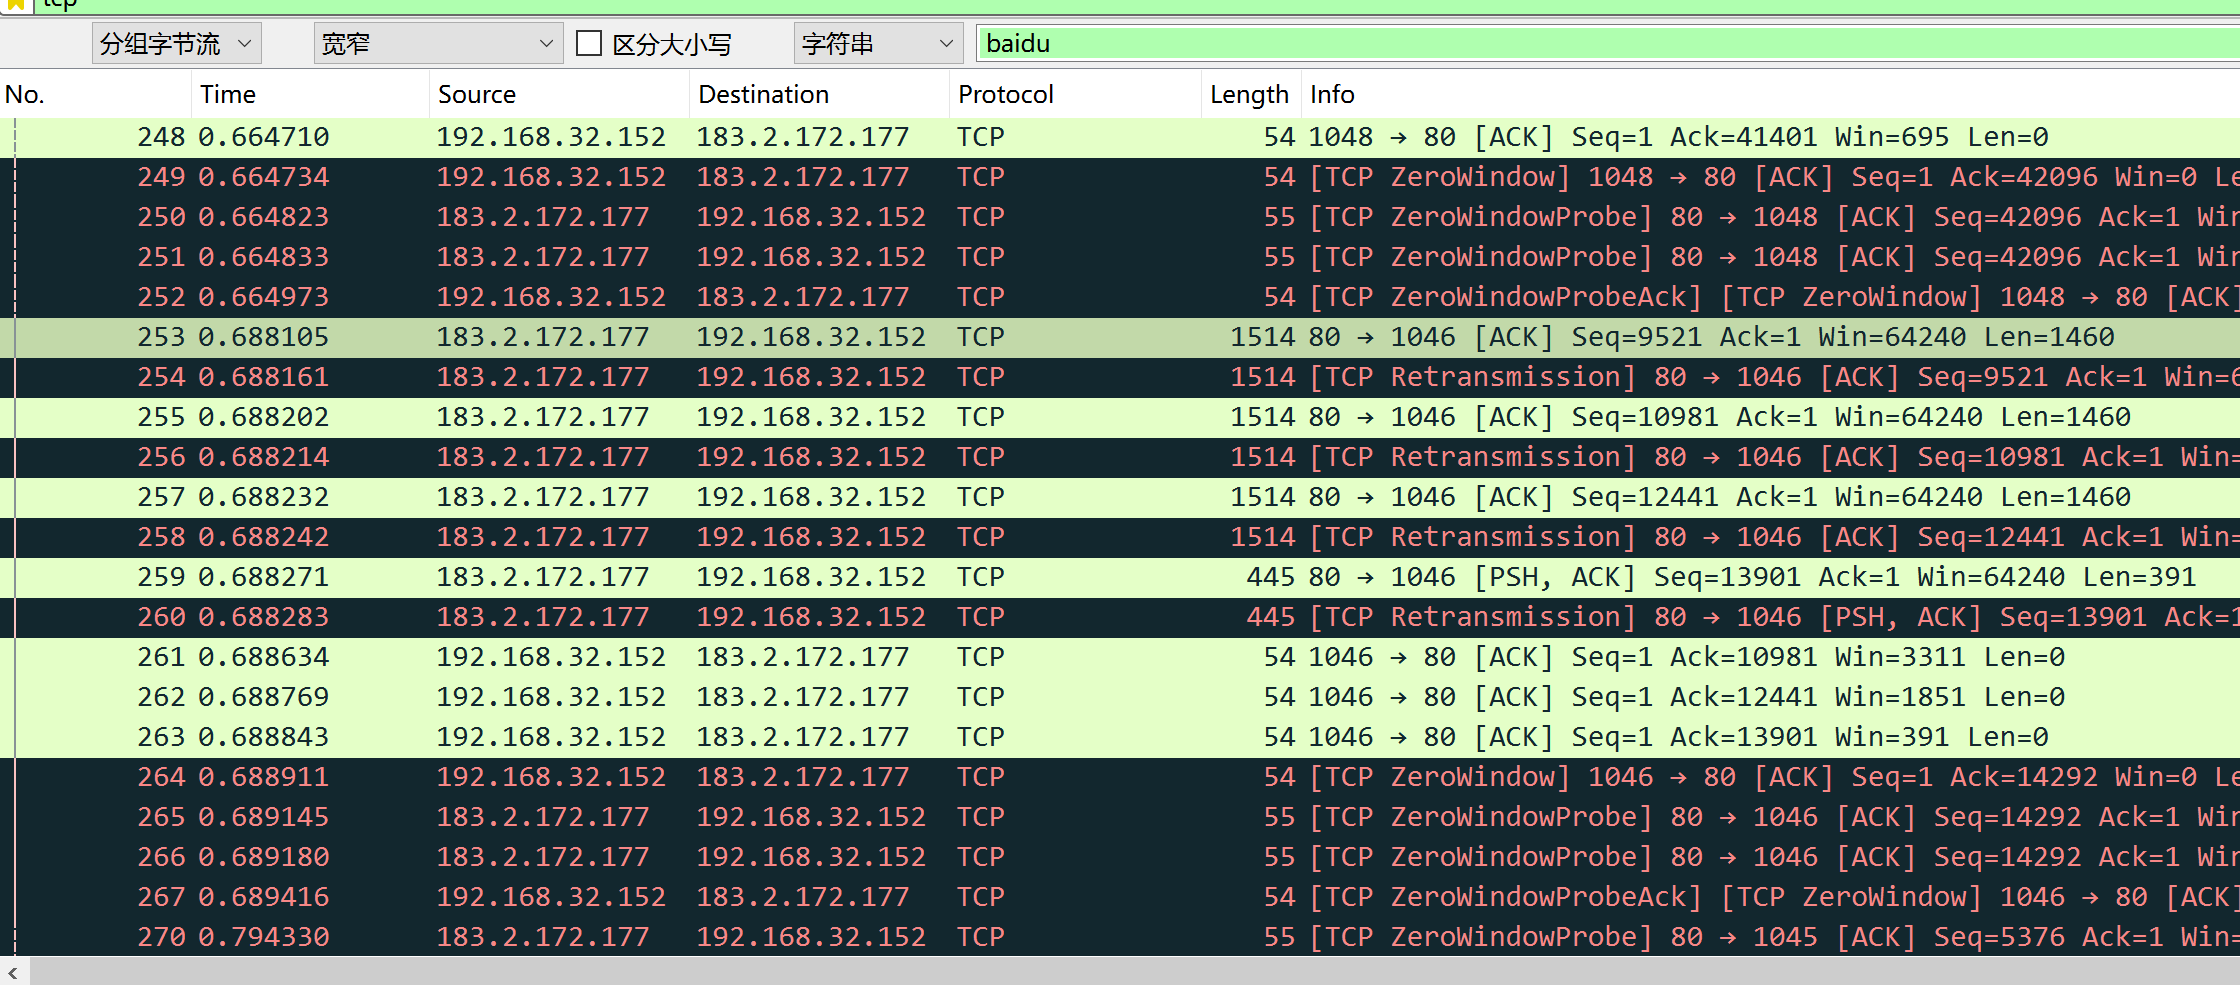 tcp
分组字节流 宽窄 区分大小写 字符串 baidu
No. Time Source Destination Protocol Length Info
248 0.664710 192.168.32.152 183.2.172.177 TCP 54 1048 → 80 [ACK] Seq=1 Ack=41401 Win=695 Len=0
249 0.664734 192.168.32.152 183.2.172.177 TCP 54 [TCP ZeroWindow] 1048 → 80 [ACK] Seq=1 Ack=42096 Win=0 Le
250 0.664823 183.2.172.177 192.168.32.152 TCP 55 [TCP ZeroWindowProbe] 80 → 1048 [ACK] Seq=42096 Ack=1 Win
251 0.664833 183.2.172.177 192.168.32.152 TCP 55 [TCP ZeroWindowProbe] 80 → 1048 [ACK] Seq=42096 Ack=1 Win
252 0.664973 192.168.32.152 183.2.172.177 TCP 54 [TCP ZeroWindowProbeAck] [TCP ZeroWindow] 1048 → 80 [ACK]
253 0.688105 183.2.172.177 192.168.32.152 TCP 1514 80 → 1046 [ACK] Seq=9521 Ack=1 Win=64240 Len=1460
254 0.688161 183.2.172.177 192.168.32.152 TCP 1514 [TCP Retransmission] 80 → 1046 [ACK] Seq=9521 Ack=1 Win=6
255 0.688202 183.2.172.177 192.168.32.152 TCP 1514 80 → 1046 [ACK] Seq=10981 Ack=1 Win=64240 Len=1460
256 0.688214 183.2.172.177 192.168.32.152 TCP 1514 [TCP Retransmission] 80 → 1046 [ACK] Seq=10981 Ack=1 Win=
257 0.688232 183.2.172.177 192.168.32.152 TCP 1514 80 → 1046 [ACK] Seq=12441 Ack=1 Win=64240 Len=1460
258 0.688242 183.2.172.177 192.168.32.152 TCP 1514 [TCP Retransmission] 80 → 1046 [ACK] Seq=12441 Ack=1 Win=
259 0.688271 183.2.172.177 192.168.32.152 TCP 445 80 → 1046 [PSH, ACK] Seq=13901 Ack=1 Win=64240 Len=391
260 0.688283 183.2.172.177 192.168.32.152 TCP 445 [TCP Retransmission] 80 → 1046 [PSH, ACK] Seq=13901 Ack=1
261 0.688634 192.168.32.152 183.2.172.177 TCP 54 1046 → 80 [ACK] Seq=1 Ack=10981 Win=3311 Len=0
262 0.688769 192.168.32.152 183.2.172.177 TCP 54 1046 → 80 [ACK] Seq=1 Ack=12441 Win=1851 Len=0
263 0.688843 192.168.32.152 183.2.172.177 TCP 54 1046 → 80 [ACK] Seq=1 Ack=13901 Win=391 Len=0
264 0.688911 192.168.32.152 183.2.172.177 TCP 54 [TCP ZeroWindow] 1046 → 80 [ACK] Seq=1 Ack=14292 Win=0 Le
265 0.689145 183.2.172.177 192.168.32.152 TCP 55 [TCP ZeroWindowProbe] 80 → 1046 [ACK] Seq=14292 Ack=1 Win
266 0.689180 183.2.172.177 192.168.32.152 TCP 55 [TCP ZeroWindowProbe] 80 → 1046 [ACK] Seq=14292 Ack=1 Win
267 0.689416 192.168.32.152 183.2.172.177 TCP 54 [TCP ZeroWindowProbeAck] [TCP ZeroWindow] 1046 → 80 [ACK]
270 0.794330 183.2.172.177 192.168.32.152 TCP 55 [TCP ZeroWindowProbe] 80 → 1045 [ACK] Seq=5376 Ack=1 Win=